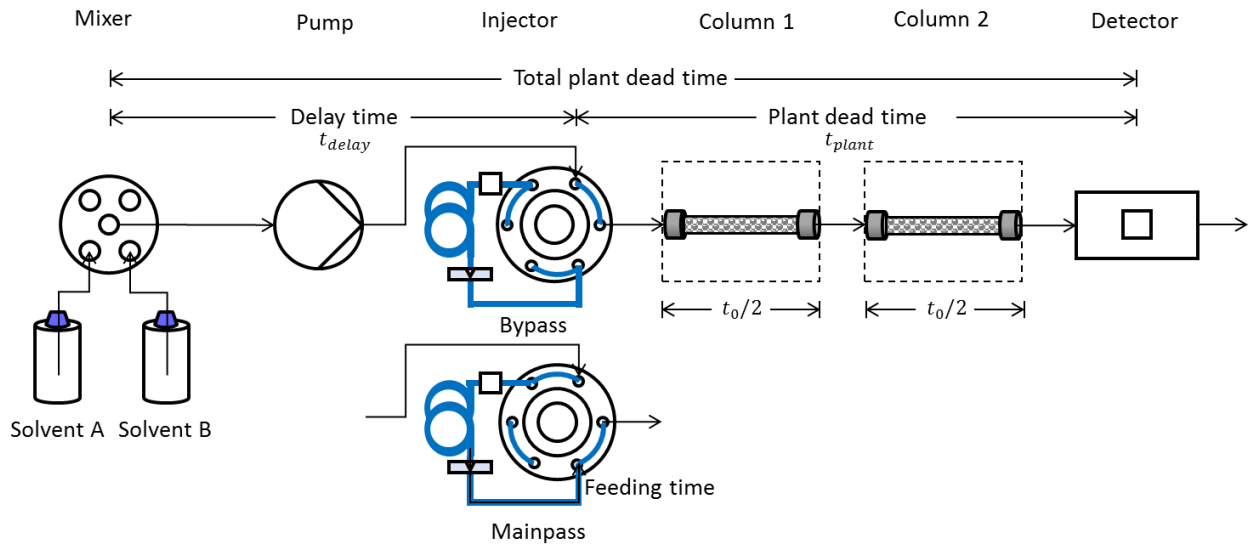 Mixer
Pump
Injector
Column 1
Column 2
Detector
Total plant dead time
Delay time
t_delay
Plant dead time
t_plant
t_0/2
t_0/2
Bypass
Solvent A
Solvent B
Feeding time
Mainpass